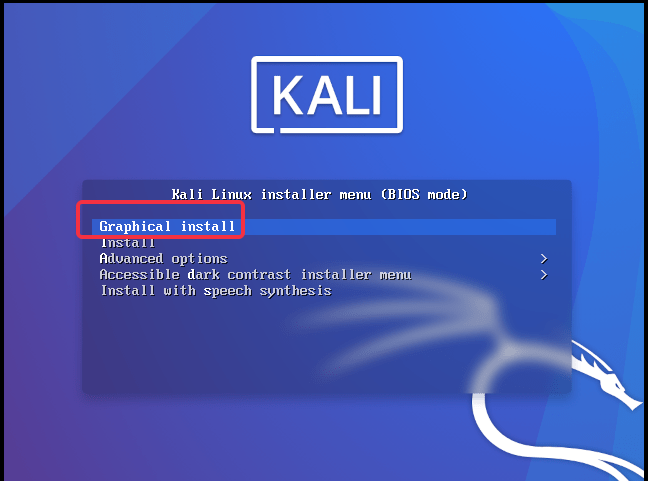 KALI
Kali Linux installer menu (BIOS mode)
Graphical install
Install
Advanced options >
Accessible dark contrast installer menu >
Install with speech synthesis